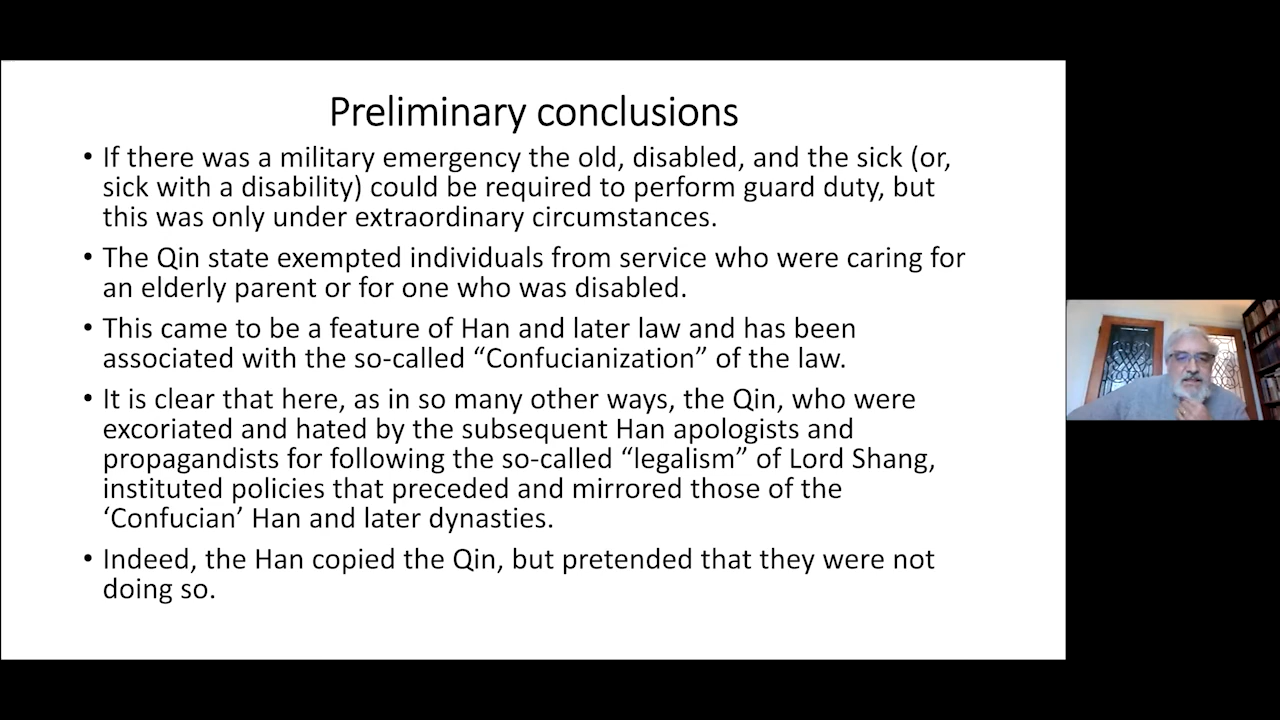 Preliminary conclusions
• If there was a military emergency the old, disabled, and the sick (or,
sick with a disability) could be required to perform guard duty, but
this was only under extraordinary circumstances.
• The Qin state exempted individuals from service who were caring for
an elderly parent or for one who was disabled.
• This came to be a feature of Han and later law and has been
associated with the so-called “Confucianization” of the law.
• It is clear that here, as in so many other ways, the Qin, who were
excoriated and hated by the subsequent Han apologists and
propagandists for following the so-called “legalism” of Lord Shang,
instituted policies that preceded and mirrored those of the
‘Confucian’ Han and later dynasties.
• Indeed, the Han copied the Qin, but pretended that they were not
doing so.